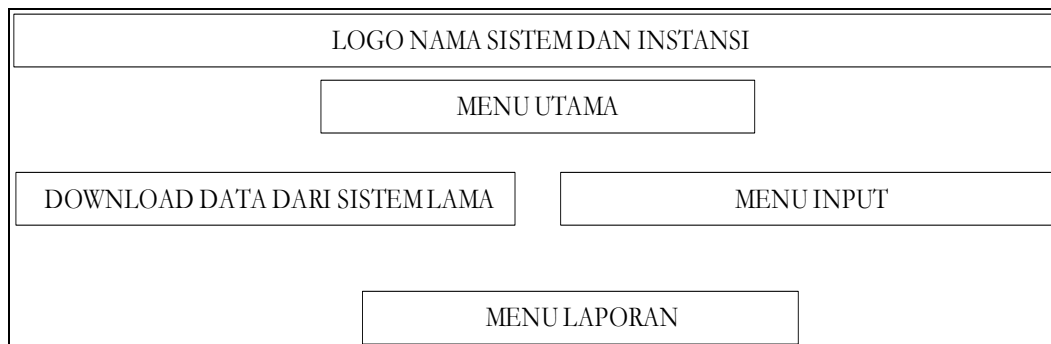 LOGO NAMA SISTEM DAN INSTANSI
MENU UTAMA
DOWNLOAD DATA DARI SISTEM LAMA
MENU INPUT
MENU LAPORAN